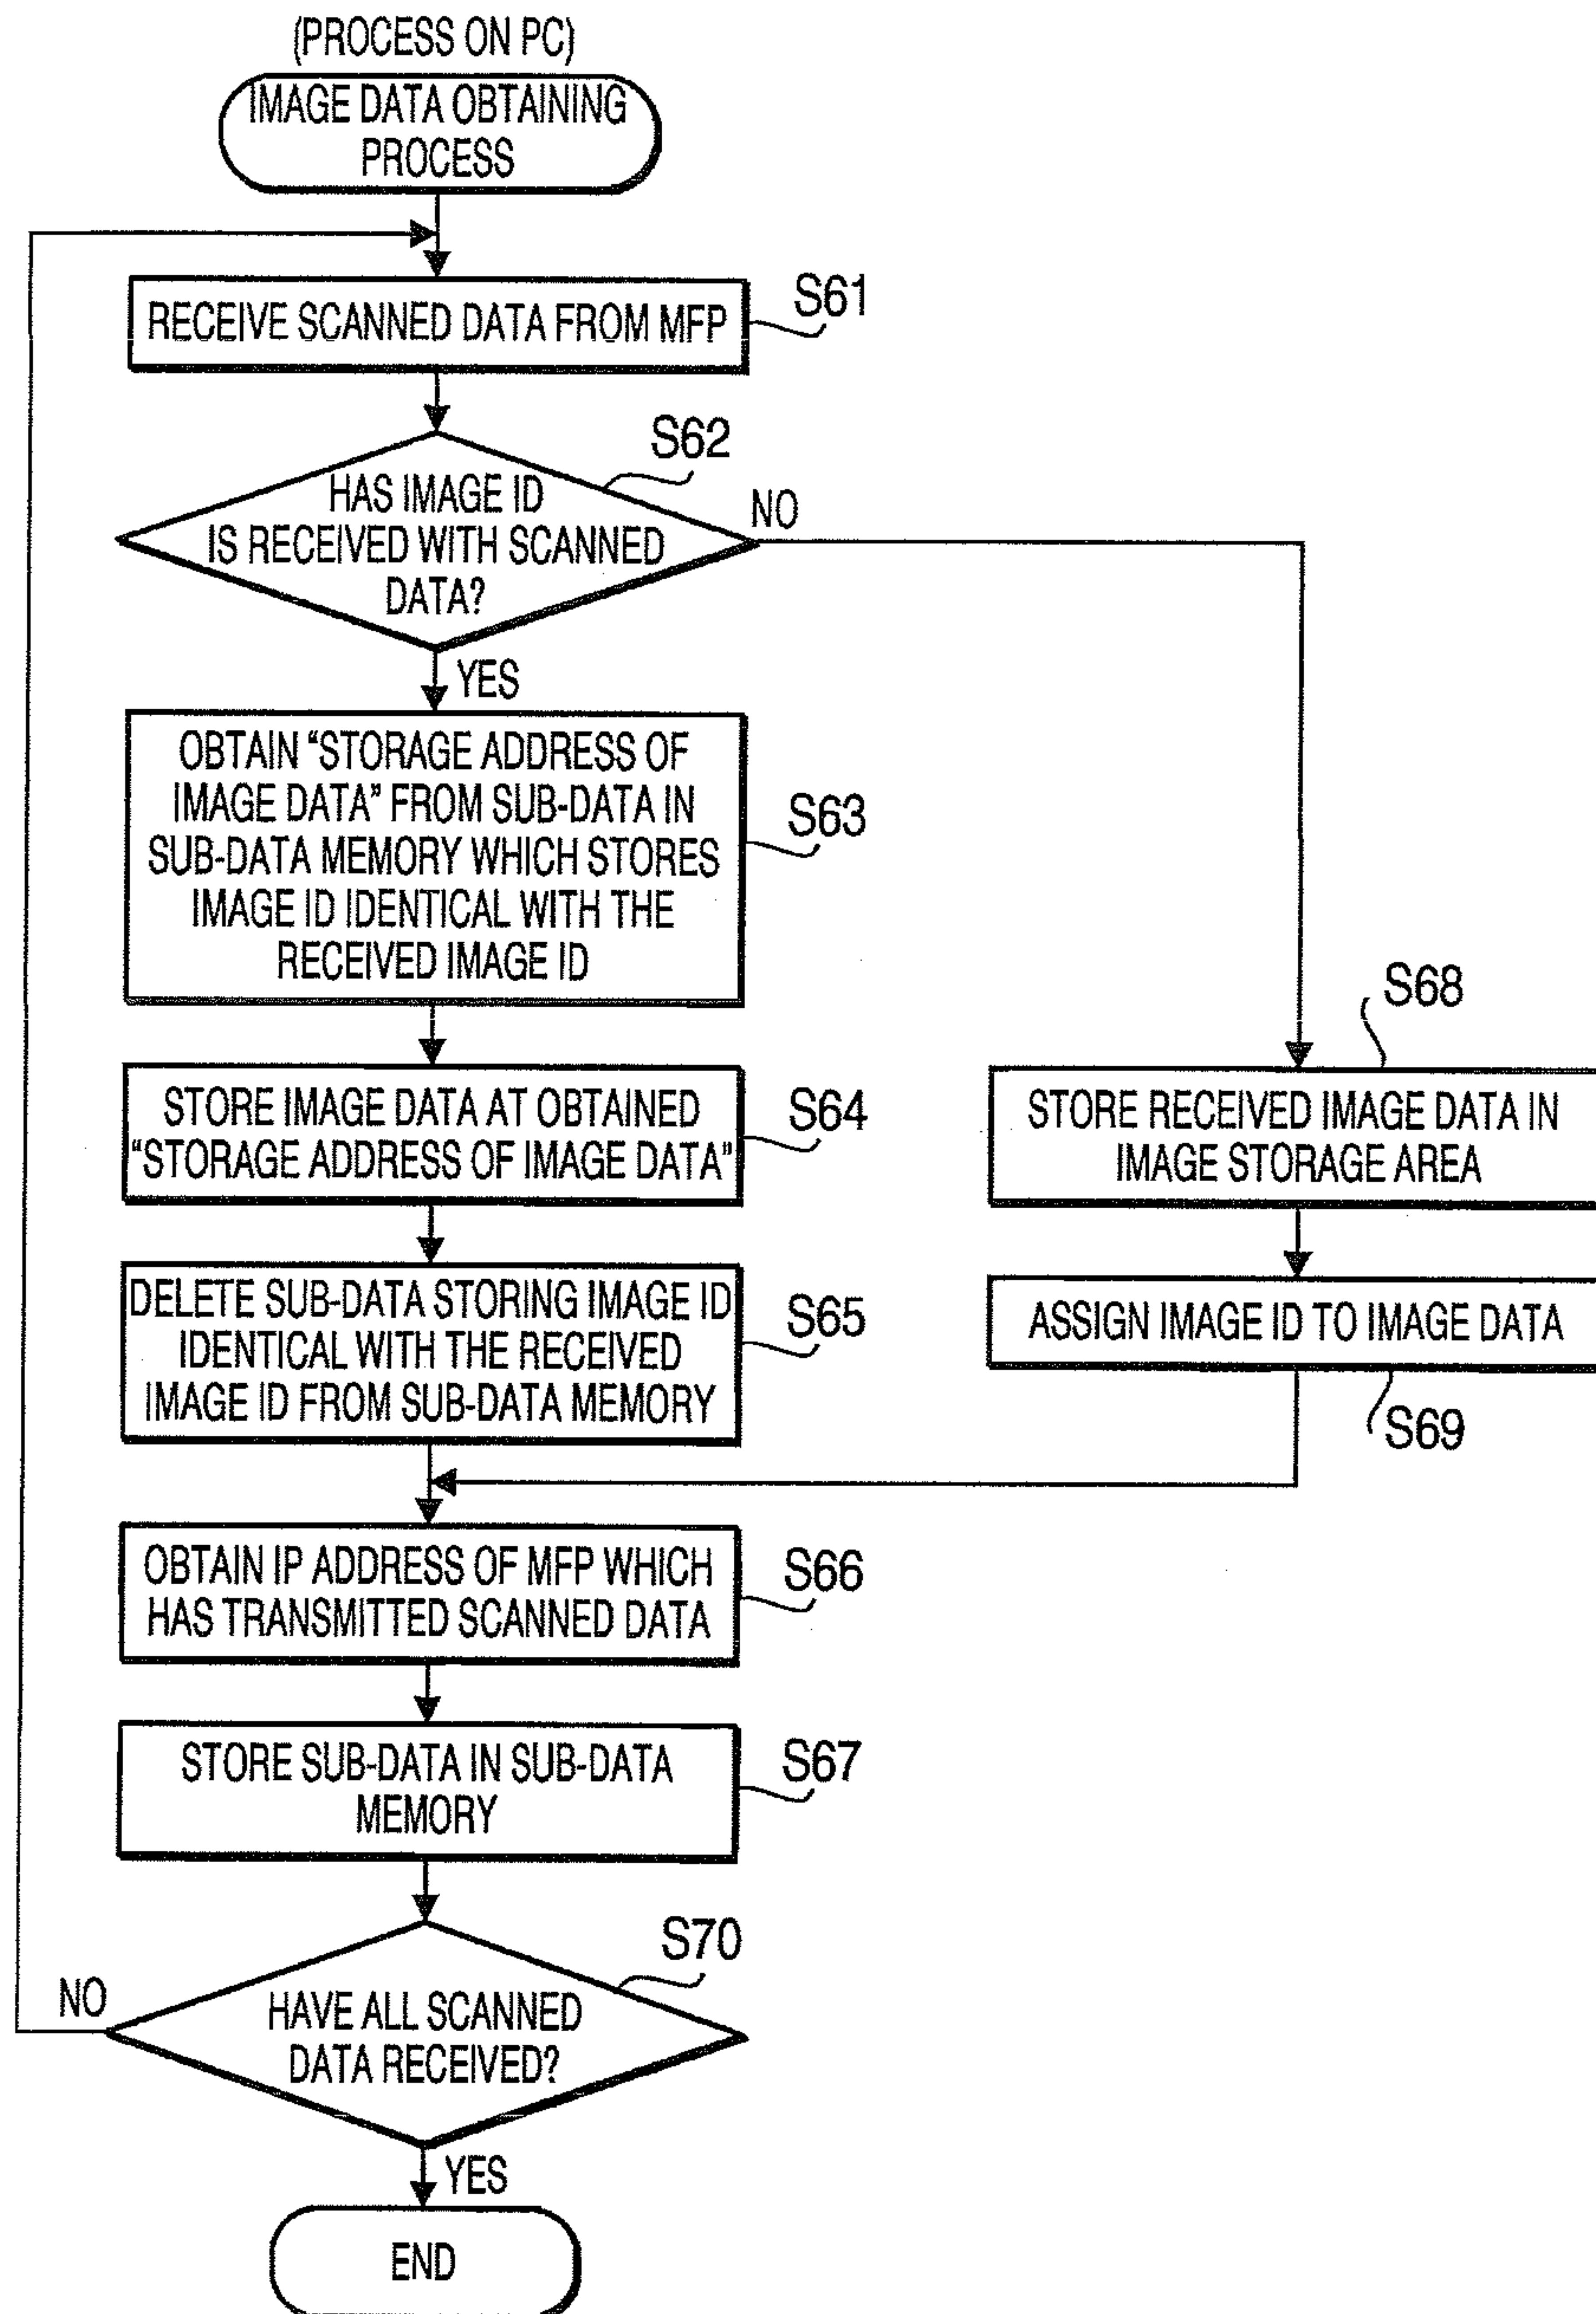 (PROCESS ON PC)
IMAGE DATA OBTAINING
PROCESS
RECEIVE SCANNED DATA FROM MFP
S61
S62
HAS IMAGE ID
IS RECEIVED WITH SCANNED
DATA?
NO
YES
OBTAIN “STORAGE ADDRESS OF
IMAGE DATA” FROM SUB-DATA IN
SUB-DATA MEMORY WHICH STORES
IMAGE ID IDENTICAL WITH THE
RECEIVED IMAGE ID
S63
STORE IMAGE DATA AT OBTAINED
“STORAGE ADDRESS OF IMAGE DATA”
S64
S68
STORE RECEIVED IMAGE DATA IN
IMAGE STORAGE AREA
DELETE SUB-DATA STORING IMAGE ID
IDENTICAL WITH THE RECEIVED
IMAGE ID FROM SUB-DATA MEMORY
S65
ASSIGN IMAGE ID TO IMAGE DATA
S69
OBTAIN IP ADDRESS OF MFP WHICH
HAS TRANSMITTED SCANNED DATA
S66
STORE SUB-DATA IN SUB-DATA
MEMORY
S67
S70
NO
HAVE ALL SCANNED
DATA RECEIVED?
YES
END